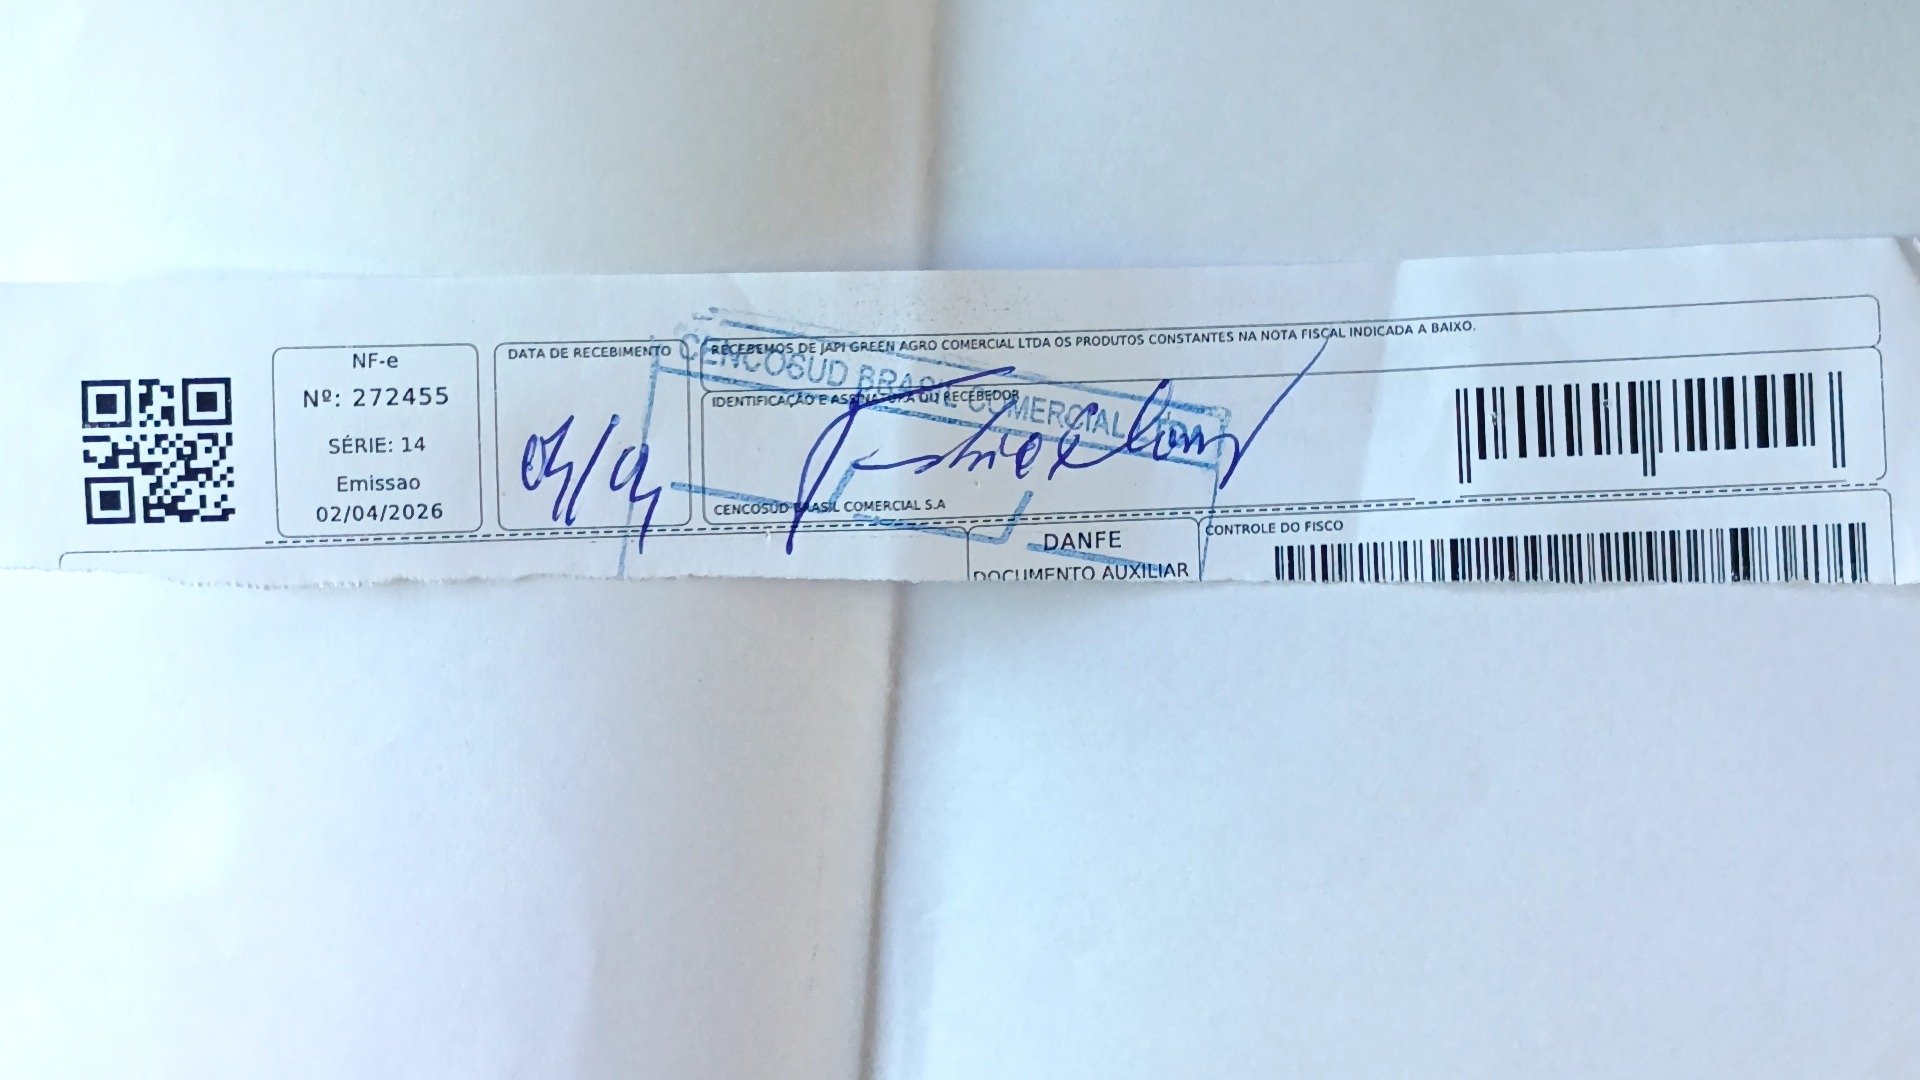 NF-e
Nº: 272455
SÉRIE: 14
Emissao
02/04/2026
DATA DE RECEBIMENTO
RECEBEMOS DE JAPI GREEN AGRO COMERCIAL LTDA OS PRODUTOS CONSTANTES NA NOTA FISCAL INDICADA A BAIXO.
CENCOSUD BRASIL COMERCIAL LTDA
IDENTIFICAÇÃO E ASSINATURA DO RECEBEDOR
CENCOSUD BRASIL COMERCIAL S.A
DANFE
DOCUMENTO AUXILIAR
CONTROLE DO FISCO